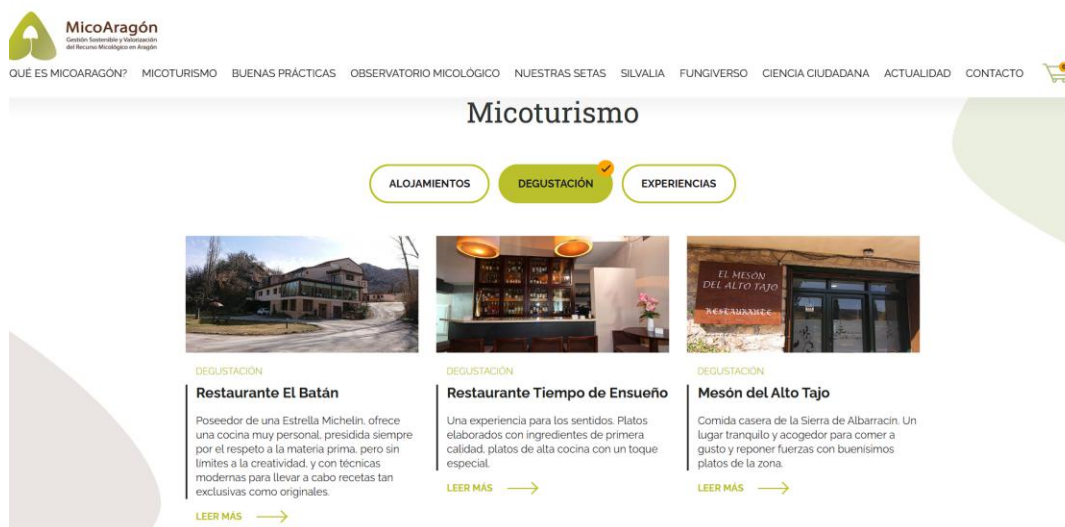 MicoAragón
Gestión Sostenible y Valorización
del Recurso Micológico en Aragón
QUÉ ES MICOARAGÓN? MICOTURISMO BUENAS PRÁCTICAS OBSERVATORIO MICOLÓGICO NUESTRAS SETAS SILVALIA FUNGIVERSO CIENCIA CIUDADANA ACTUALIDAD CONTACTO
Micoturismo
ALOJAMIENTOS DEGUSTACIÓN EXPERIENCIAS
EL MESÓN
DEL ALTO TAJO
RESTAURANTE
DEGUSTACIÓN
Restaurante El Batán
Poseedor de una Estrella Michelin, ofrece
una cocina muy personal, presidida siempre
por el respeto a la materia prima, pero sin
límites a la creatividad, y con técnicas
modernas para llevar a cabo recetas tan
exclusivas como originales.
LEER MÁS
DEGUSTACIÓN
Restaurante Tiempo de Ensueño
Una experiencia para los sentidos. Platos
elaborados con ingredientes de primera
calidad, platos de alta cocina con un toque
especial.
LEER MÁS
DEGUSTACIÓN
Mesón del Alto Tajo
Comida casera de la Sierra de Albarracin. Un
lugar tranquilo y acogedor para comer a
gusto y reponer fuerzas con buenísimos
platos de la zona.
LEER MÁS